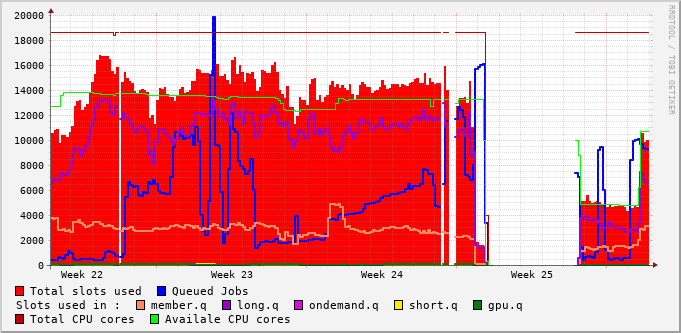 20000
18000
16000
14000
12000
10000
8000
6000
4000
2000
0
Week 22 Week 23 Week 24 Week 25
Total slots used Queued Jobs
Slots used in : member.q long.q ondemand.q short.q gpu.q
Total CPU cores Availale CPU cores
RRDTOOL / TOBI OETIKER